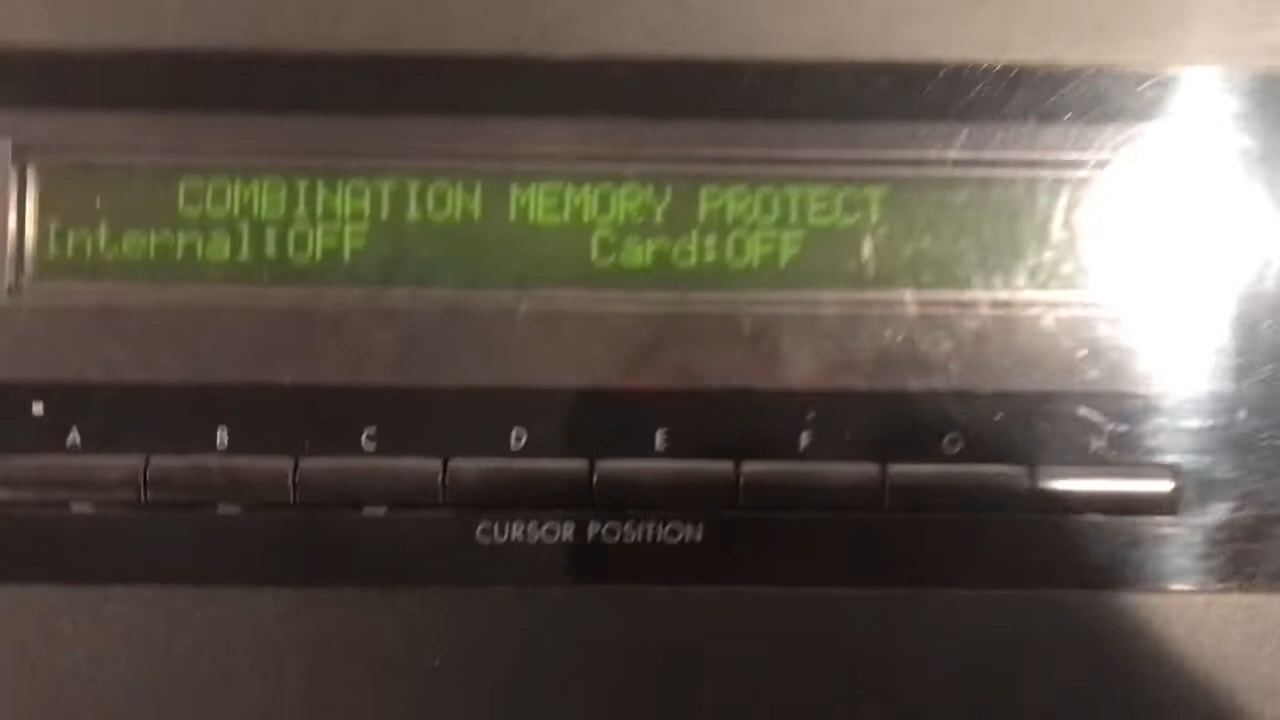 COMBINATION MEMORY PROTECT
Internal:OFF Card:OFF
A B C D E F G
CURSOR POSITION